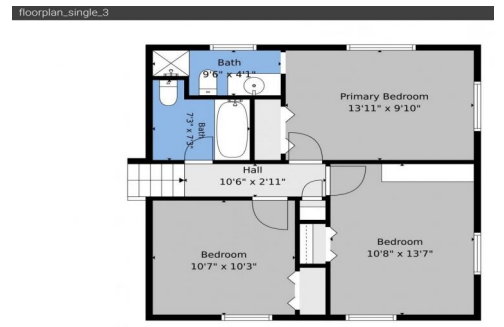 floorplan_single_3
Bath
9'6" x 4'1"
Primary Bedroom
13'11" x 9'10"
Bath
7'3" x 7'3"
Hall
10'6" x 2'11"
Bedroom
10'7" x 10'3"
Bedroom
10'8" x 13'7"